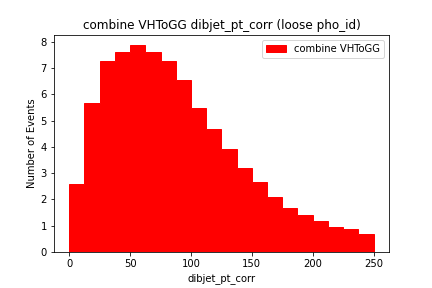 combine VHToGG dibjet_pt_corr (loose pho_id)
combine VHToGG
Number of Events
8
7
6
5
4
3
2
1
0
0 50 100 150 200 250
dibjet_pt_corr